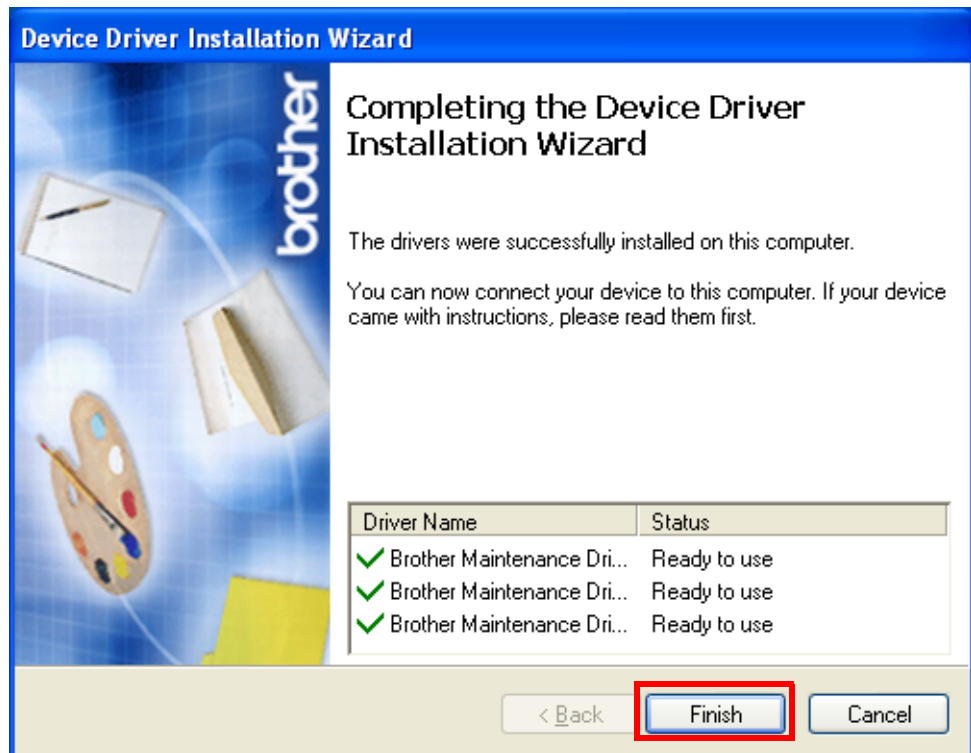 Device Driver Installation Wizard
brother
Completing the Device Driver
Installation Wizard
The drivers were successfully installed on this computer.
You can now connect your device to this computer. If your device
came with instructions, please read them first.
Driver Name Status
Brother Maintenance Dri... Ready to use
Brother Maintenance Dri... Ready to use
Brother Maintenance Dri... Ready to use
< Back Finish Cancel